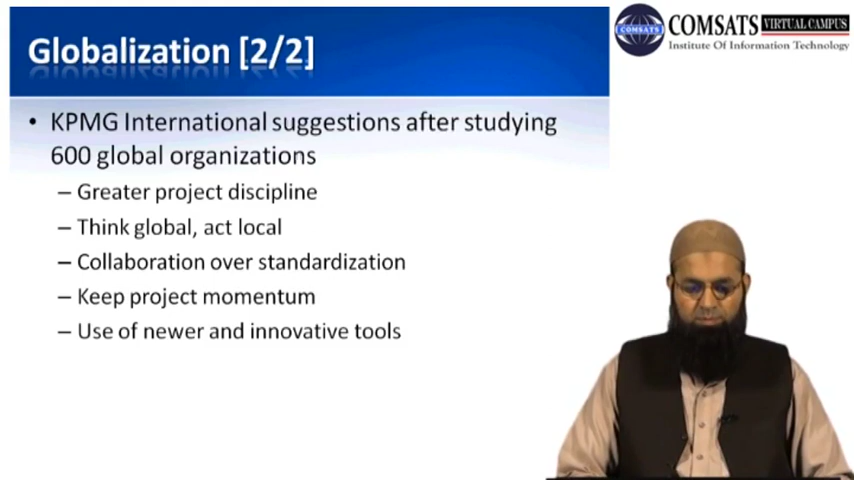 Globalization [2/2]
COMSATS VIRTUAL CAMPUS
COMSATS
Institute Of Information Technology
• KPMG International suggestions after studying
600 global organizations
– Greater project discipline
– Think global, act local
– Collaboration over standardization
– Keep project momentum
– Use of newer and innovative tools